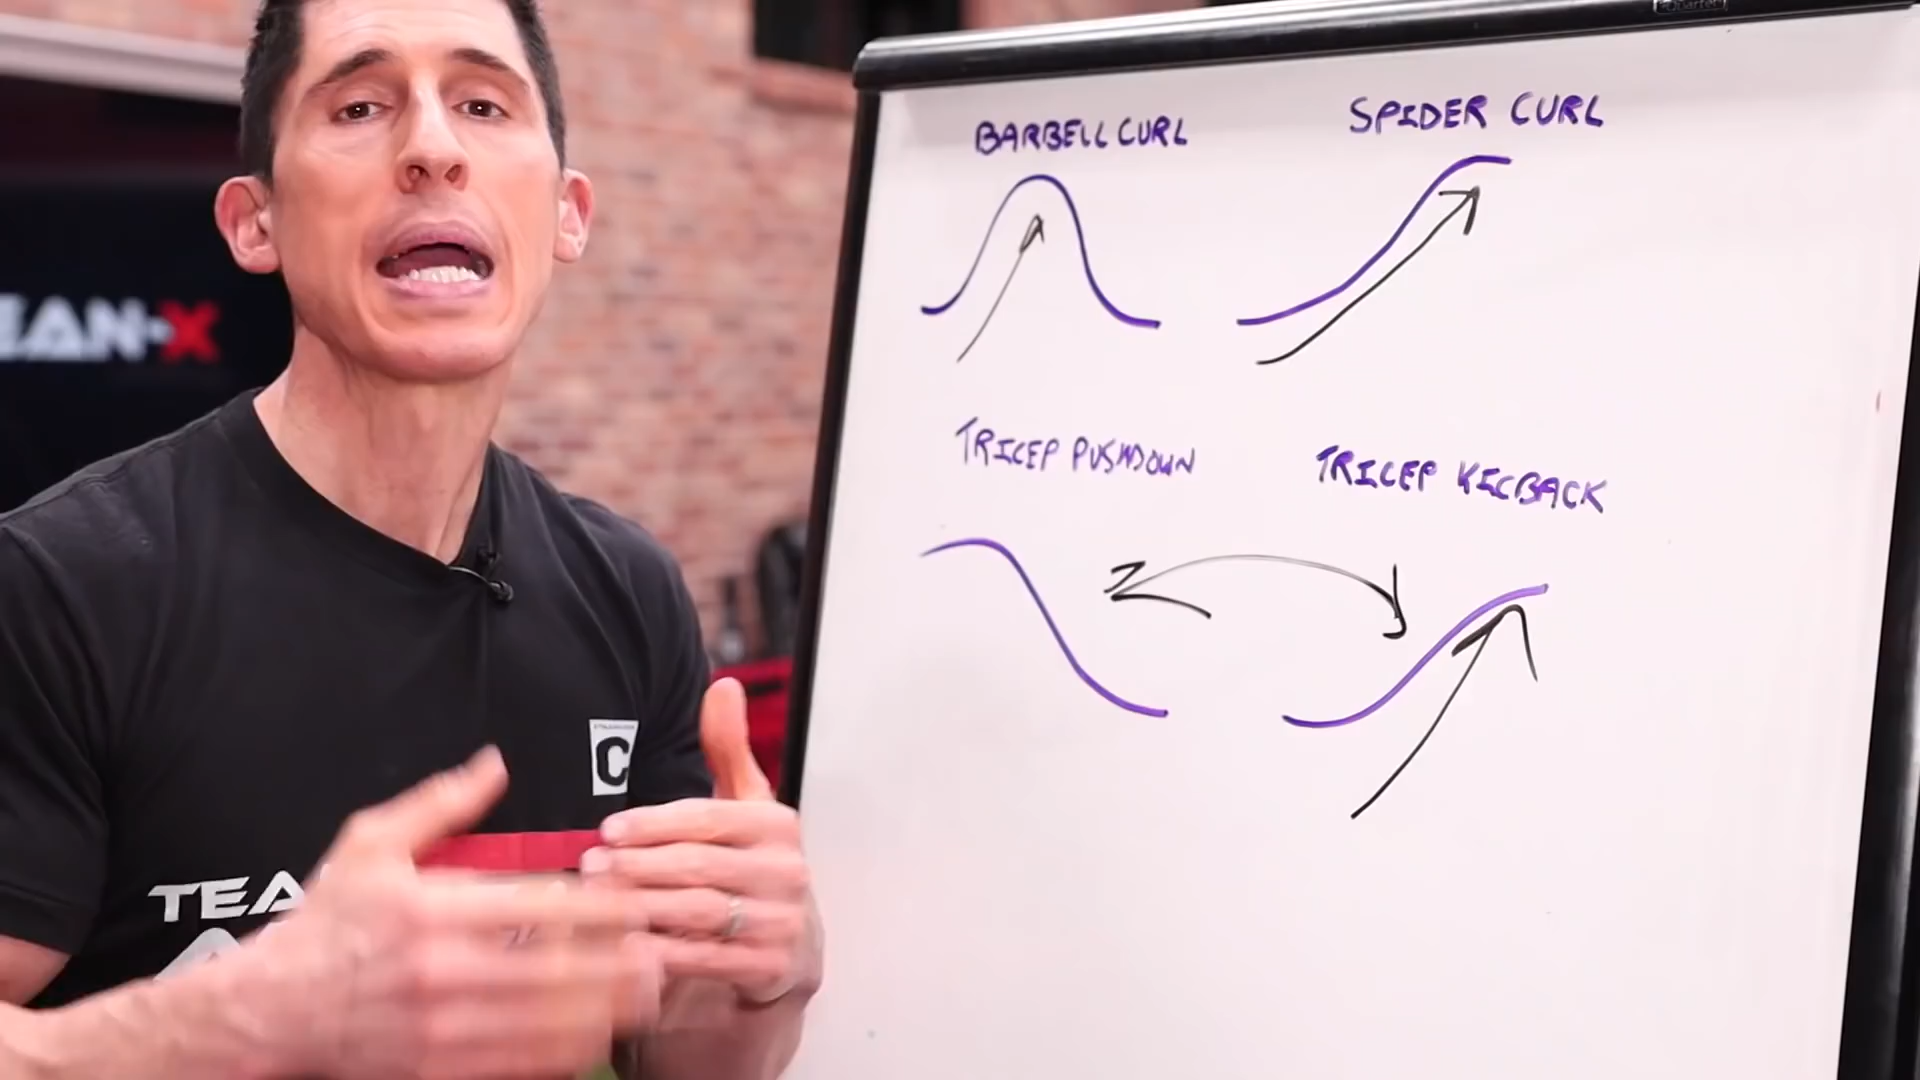 BARBELL CURL
SPIDER CURL
TRICEP PUSHDOWN
TRICEP KICBACK
EAN-X
C
TEA